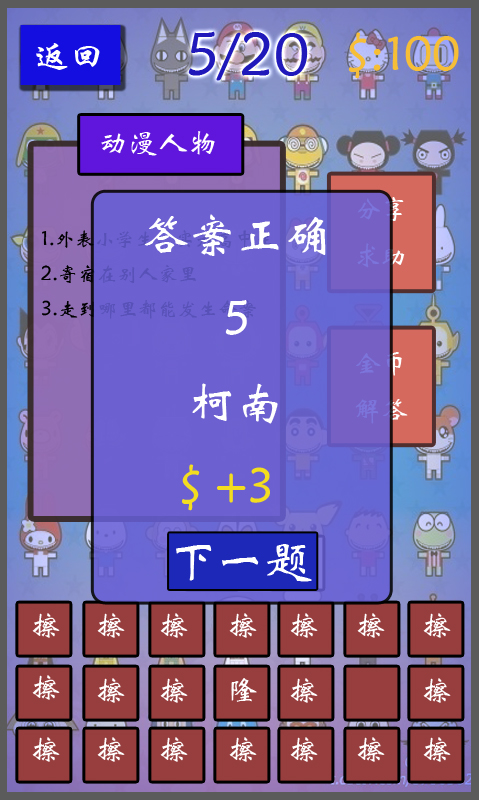 返回
5/20
$:100
动漫人物
分享
求助
1.外表小学生
2.寄宿在别人家里
3.走到哪里都能发生命
金币
解答
答案正确
5
柯南
$ +3
下一题
擦 擦 擦 擦 擦 擦 擦
擦 擦 擦 隆 擦 擦
擦 擦 擦 擦 擦 擦 擦